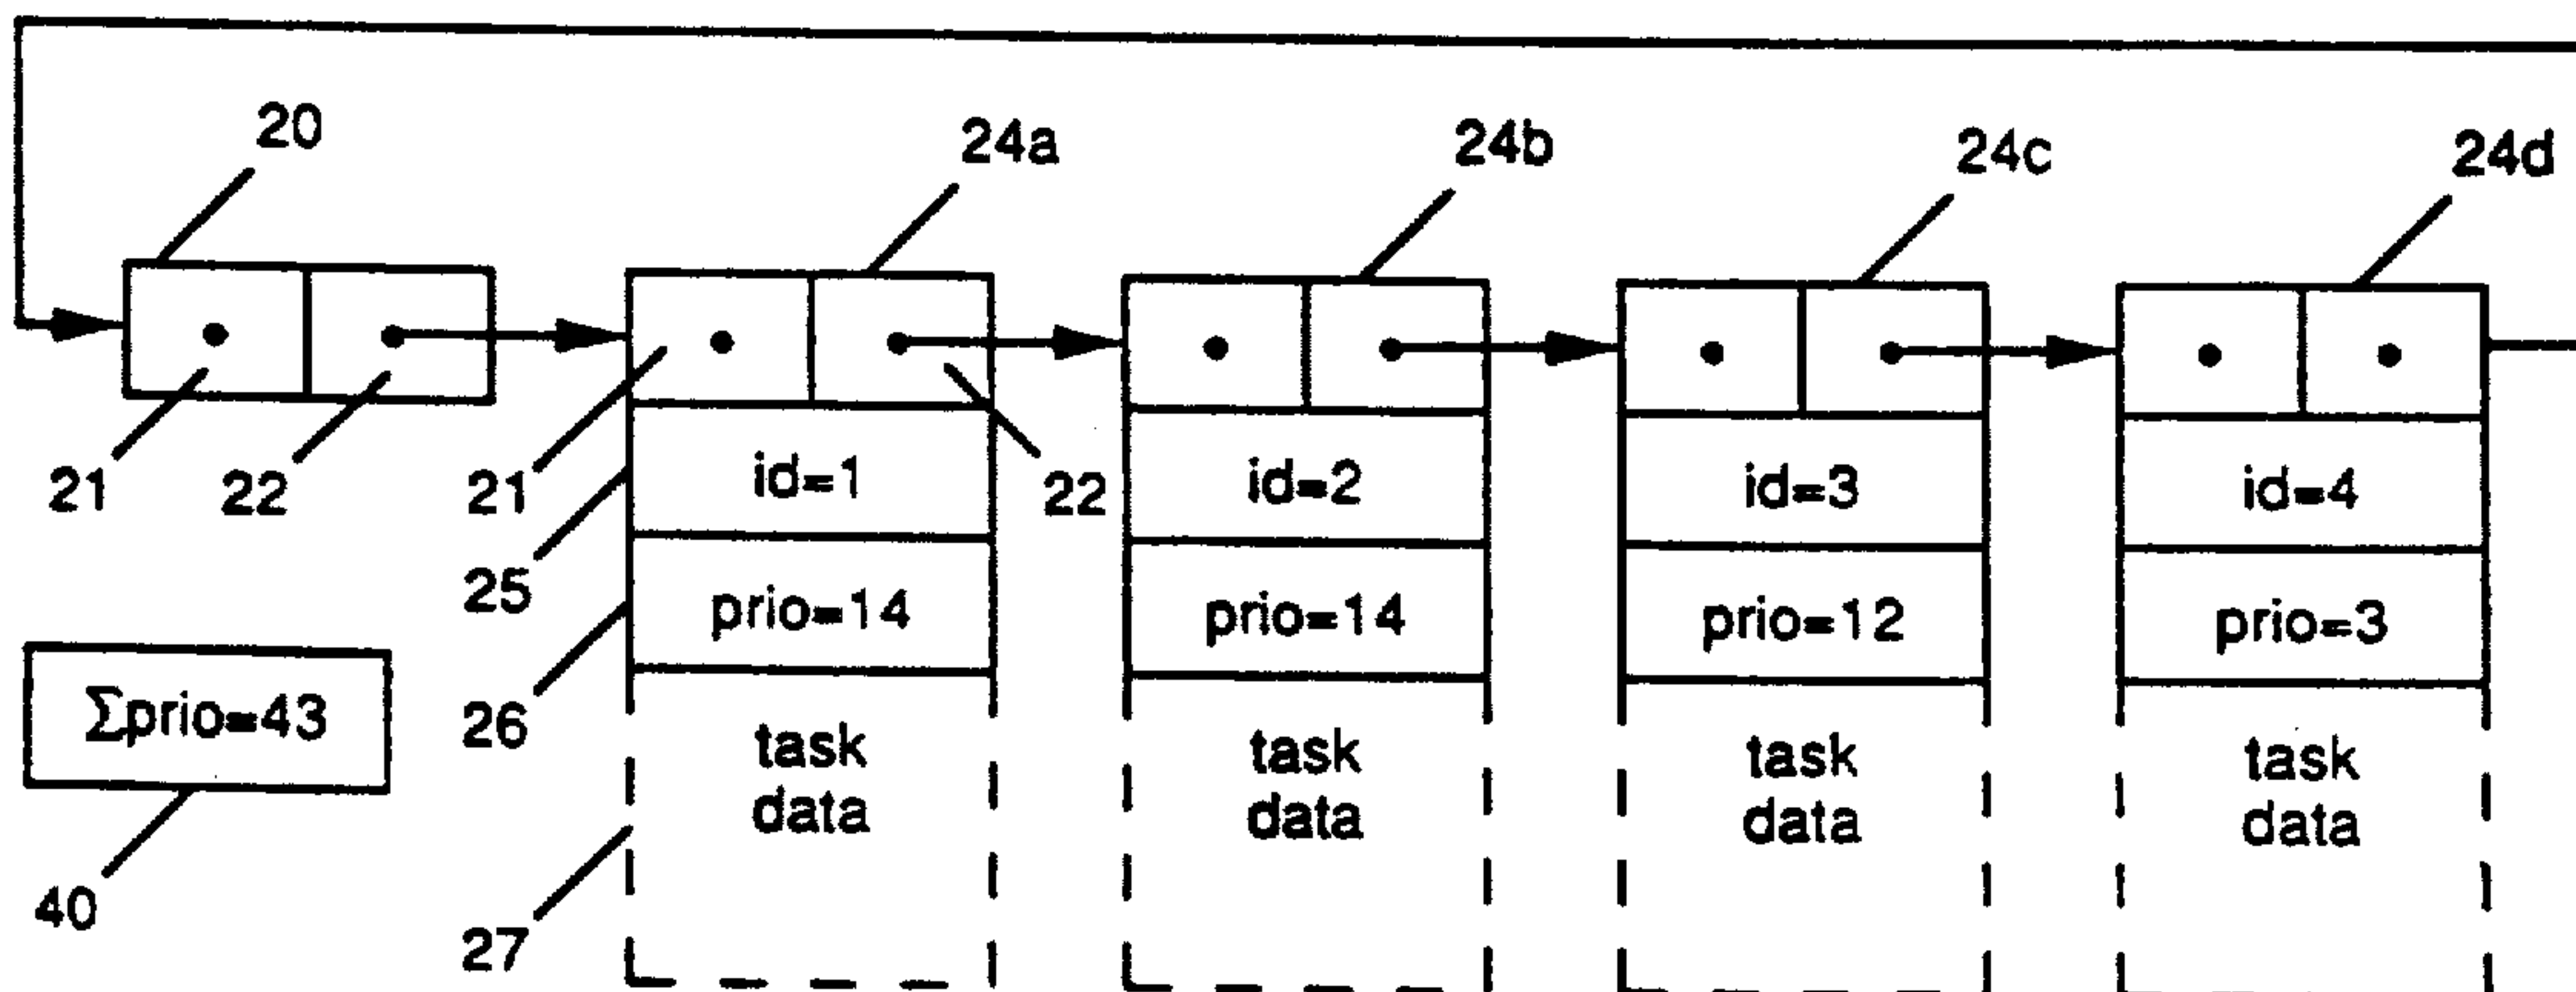 20
24a
24b
24c
24d
21
22
21
22
25
26
27
40
Σprio=43
id=1
prio=14
task
data
id=2
prio=14
task
data
id=3
prio=12
task
data
id=4
prio=3
task
data